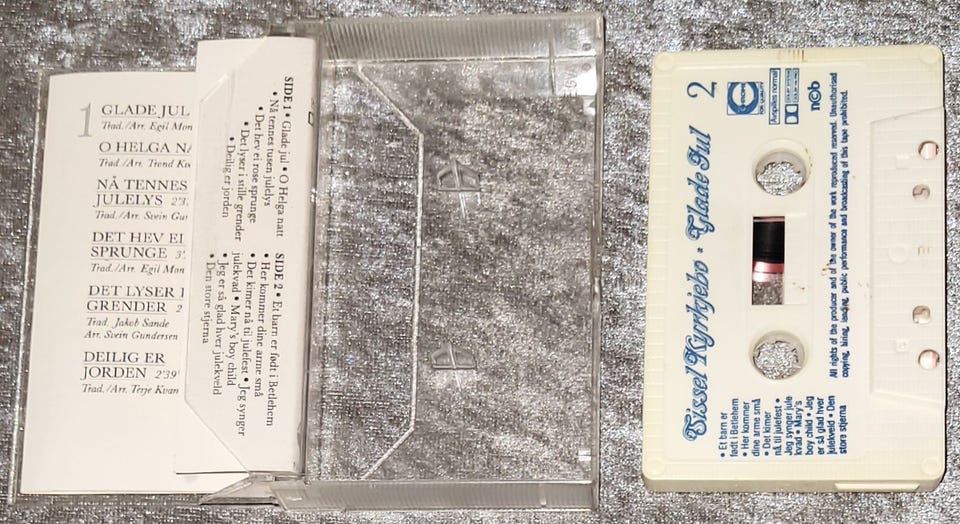 1
GLADE JUL
Trad./Arr. Egil Mon
O HELGA NA
Trad./Arr. Trond Kv
NÅ TENNES
JULELYS 2'3
Trad./Arr. Svein Gun
DET HEV EI
SPRUNGE 3'
Trad./Arr. Egil Mon
DET LYSER I
GRENDER 2
Trad. Jakob Sande
Arr. Svein Gundersen
DEILIG ER
JORDEN 2'39"
Trad./Arr. Terje Kvan
SIDE 1 • Glade jul • O Helga natt
• Nå tennes tusen julelys
• Det hev ei rose sprunge
• Det lyser i stille grender
• Deilig er jorden
SIDE 2 • Et barn er født i Betlehem
• Her kommer dine arme små
• Det kimer nå til julefest • Jeg synger
julekvad • Mary's boy child
• Jeg er så glad hver julekveld
• Den store stjerna
Sissel Kyrkjebø - Glade Jul
2
• Et barn er
født i Betlehem
• Her kommer
dine arme små
• Det kimer
nå til julefest •
Jeg synger jule
kvad • Mary's
boy child • Jeg
er så glad hver
julekveld • Den
store stjerna
FOR QUALITY
Avspilles normal
DOLBY SYSTEM
n©b
All rights of the producer and of the owner of the work reproduced reserved. Unauthorised
copying, hiring, lending, public performance and broadcasting of this tape prohibited.